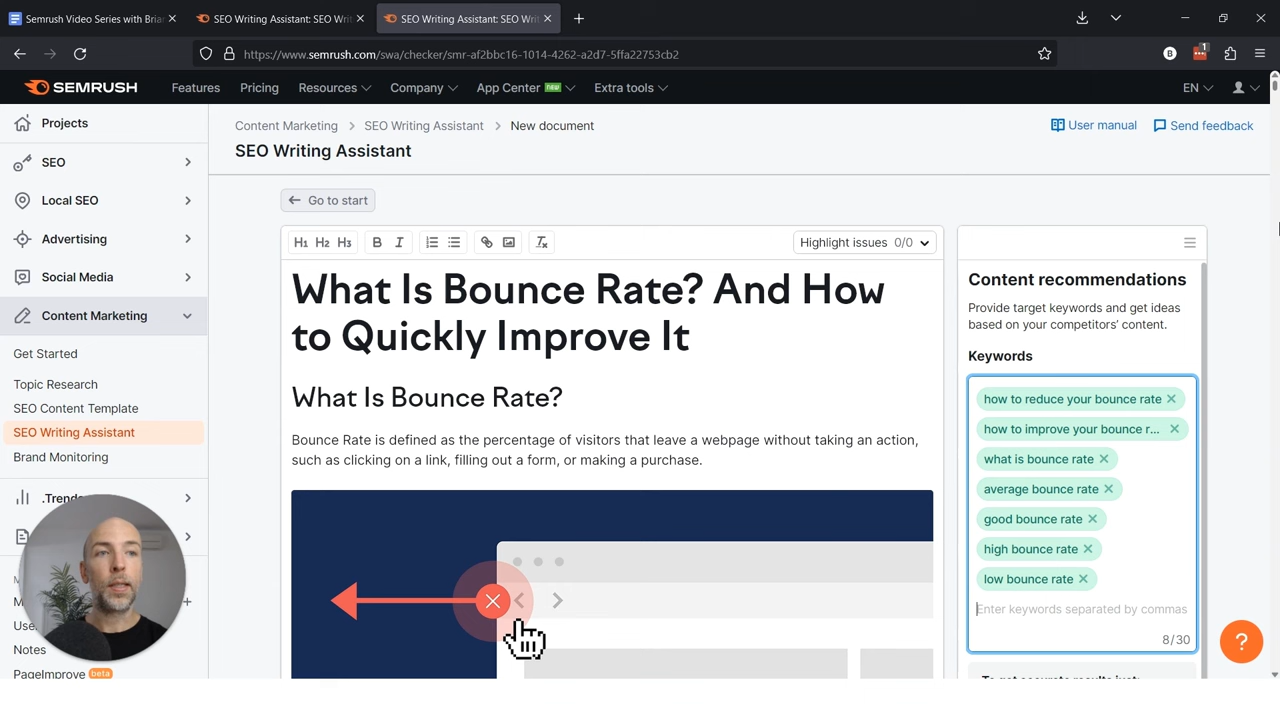 Semrush Video Series with Bria
SEO Writing Assistant: SEO Writ
SEO Writing Assistant: SEO Writ
https://www.semrush.com/swa/checker/smr-af2bbc16-1014-4262-a2d7-5ffa22753cb2
B
1
SEMRUSH
Features
Pricing
Resources
Company
App Center NEW
Extra tools
EN
Projects
SEO
Local SEO
Advertising
Social Media
Content Marketing
Get Started
Topic Research
SEO Content Template
SEO Writing Assistant
Brand Monitoring
.Trends
Notes
PageImprove beta
Content Marketing > SEO Writing Assistant > New document
User manual
Send feedback
SEO Writing Assistant
Go to start
H1 H2 H3 B I
Highlight issues 0/0
What Is Bounce Rate? And How
to Quickly Improve It
What Is Bounce Rate?
Bounce Rate is defined as the percentage of visitors that leave a webpage without taking an action,
such as clicking on a link, filling out a form, or making a purchase.
Content recommendations
Provide target keywords and get ideas
based on your competitors' content.
Keywords
how to reduce your bounce rate
how to improve your bounce r...
what is bounce rate
average bounce rate
good bounce rate
high bounce rate
low bounce rate
Enter keywords separated by commas
8/30
?